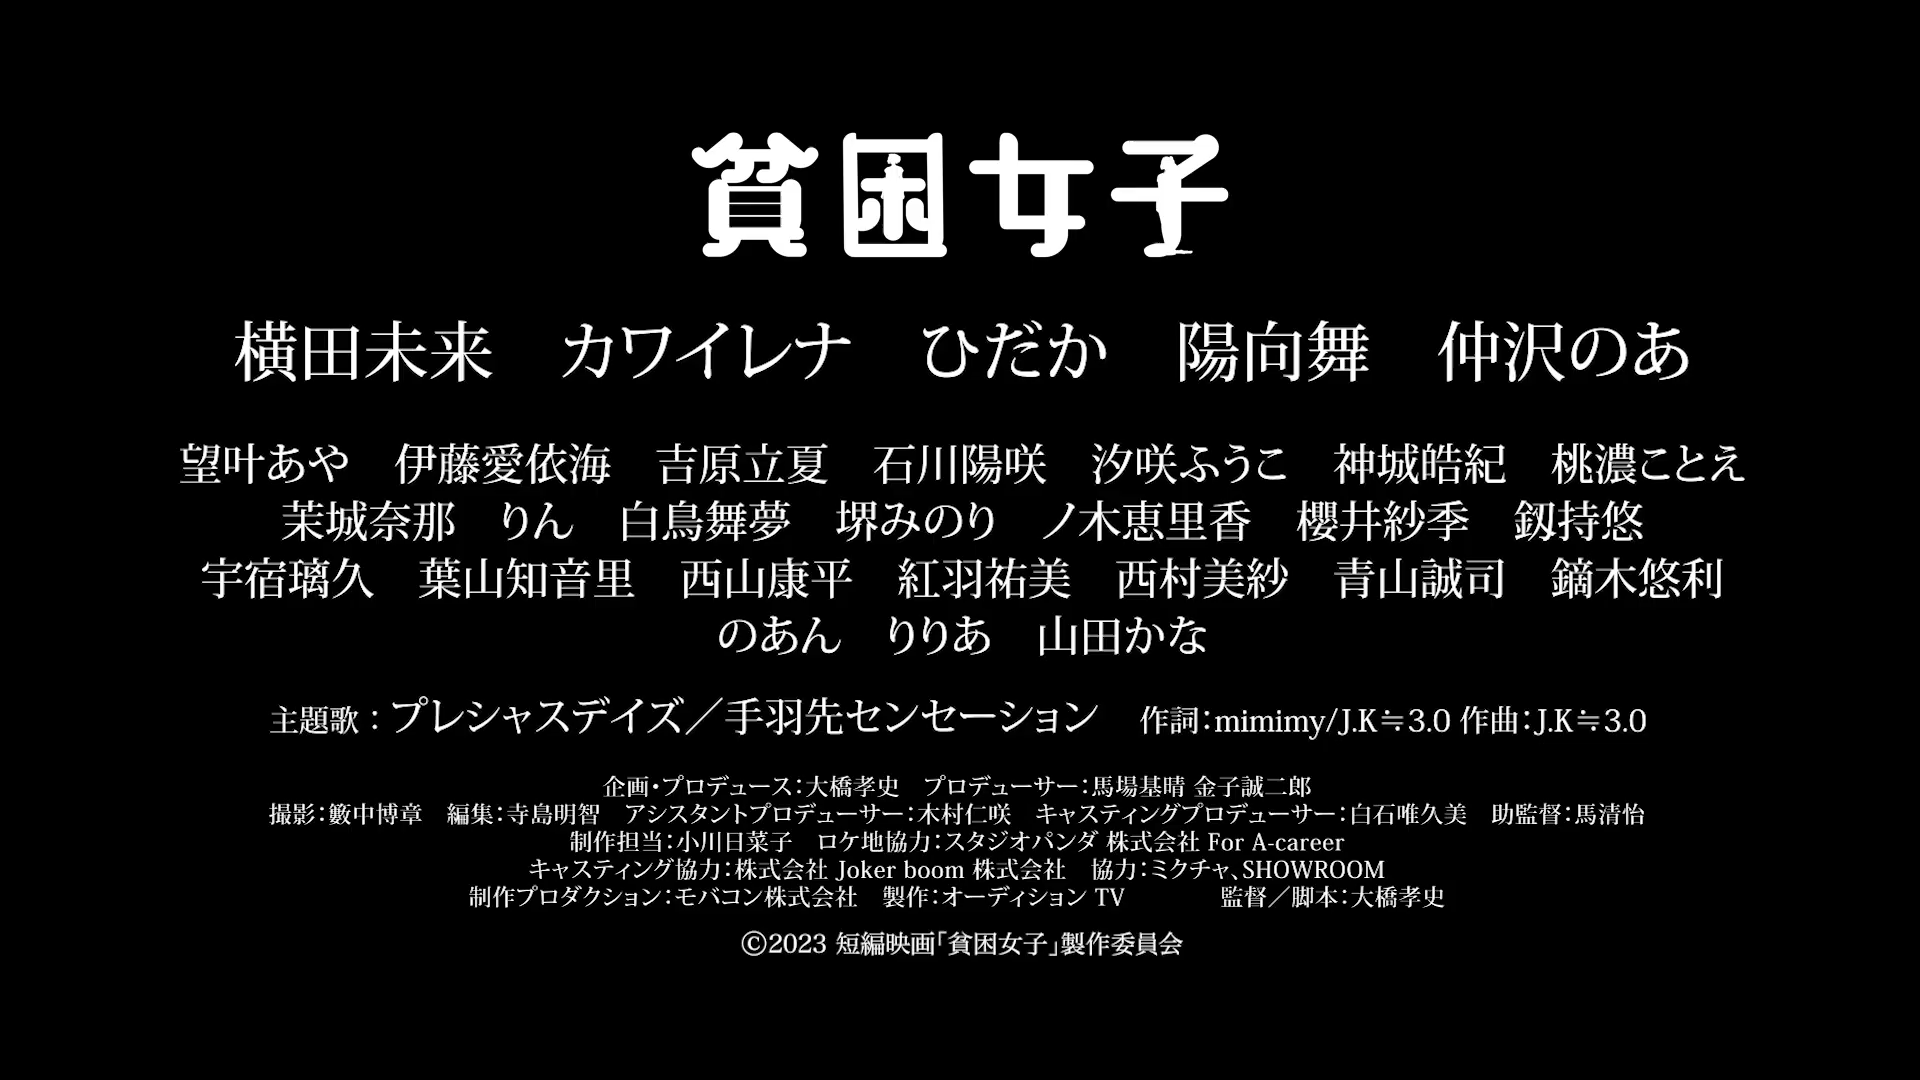 貧困女子
横田未来　カワイレナ　ひだか　陽向舞　仲沢のあ
望叶あや　伊藤愛依海　吉原立夏　石川陽咲　汐咲ふうこ　神城皓紀　桃濃ことえ
茉城奈那　りん　白鳥舞夢　堺みのり　ノ木恵里香　櫻井紗季　釼持悠
宇宿璃久　葉山知音里　西山康平　紅羽祐美　西村美紗　青山誠司　鏑木悠利
のあん　りりあ　山田かな
主題歌：プレシャスデイズ／手羽先センセーション　作詞：mimimy/J.K≒3.0 作曲：J.K≒3.0
企画・プロデュース：大橋孝史　プロデューサー：馬場基晴 金子誠二郎
撮影：籔中博章　編集：寺島明智　アシスタントプロデューサー：木村仁咲　キャスティングプロデューサー：白石唯久美　助監督：馬清怡
制作担当：小川日菜子　ロケ地協力：スタジオパンダ 株式会社 For A-career
キャスティング協力：株式会社 Joker boom 株式会社　協力：ミクチャ、SHOWROOM
制作プロダクション：モバコン株式会社　製作：オーディション TV　　　監督／脚本：大橋孝史
©2023 短編映画「貧困女子」製作委員会